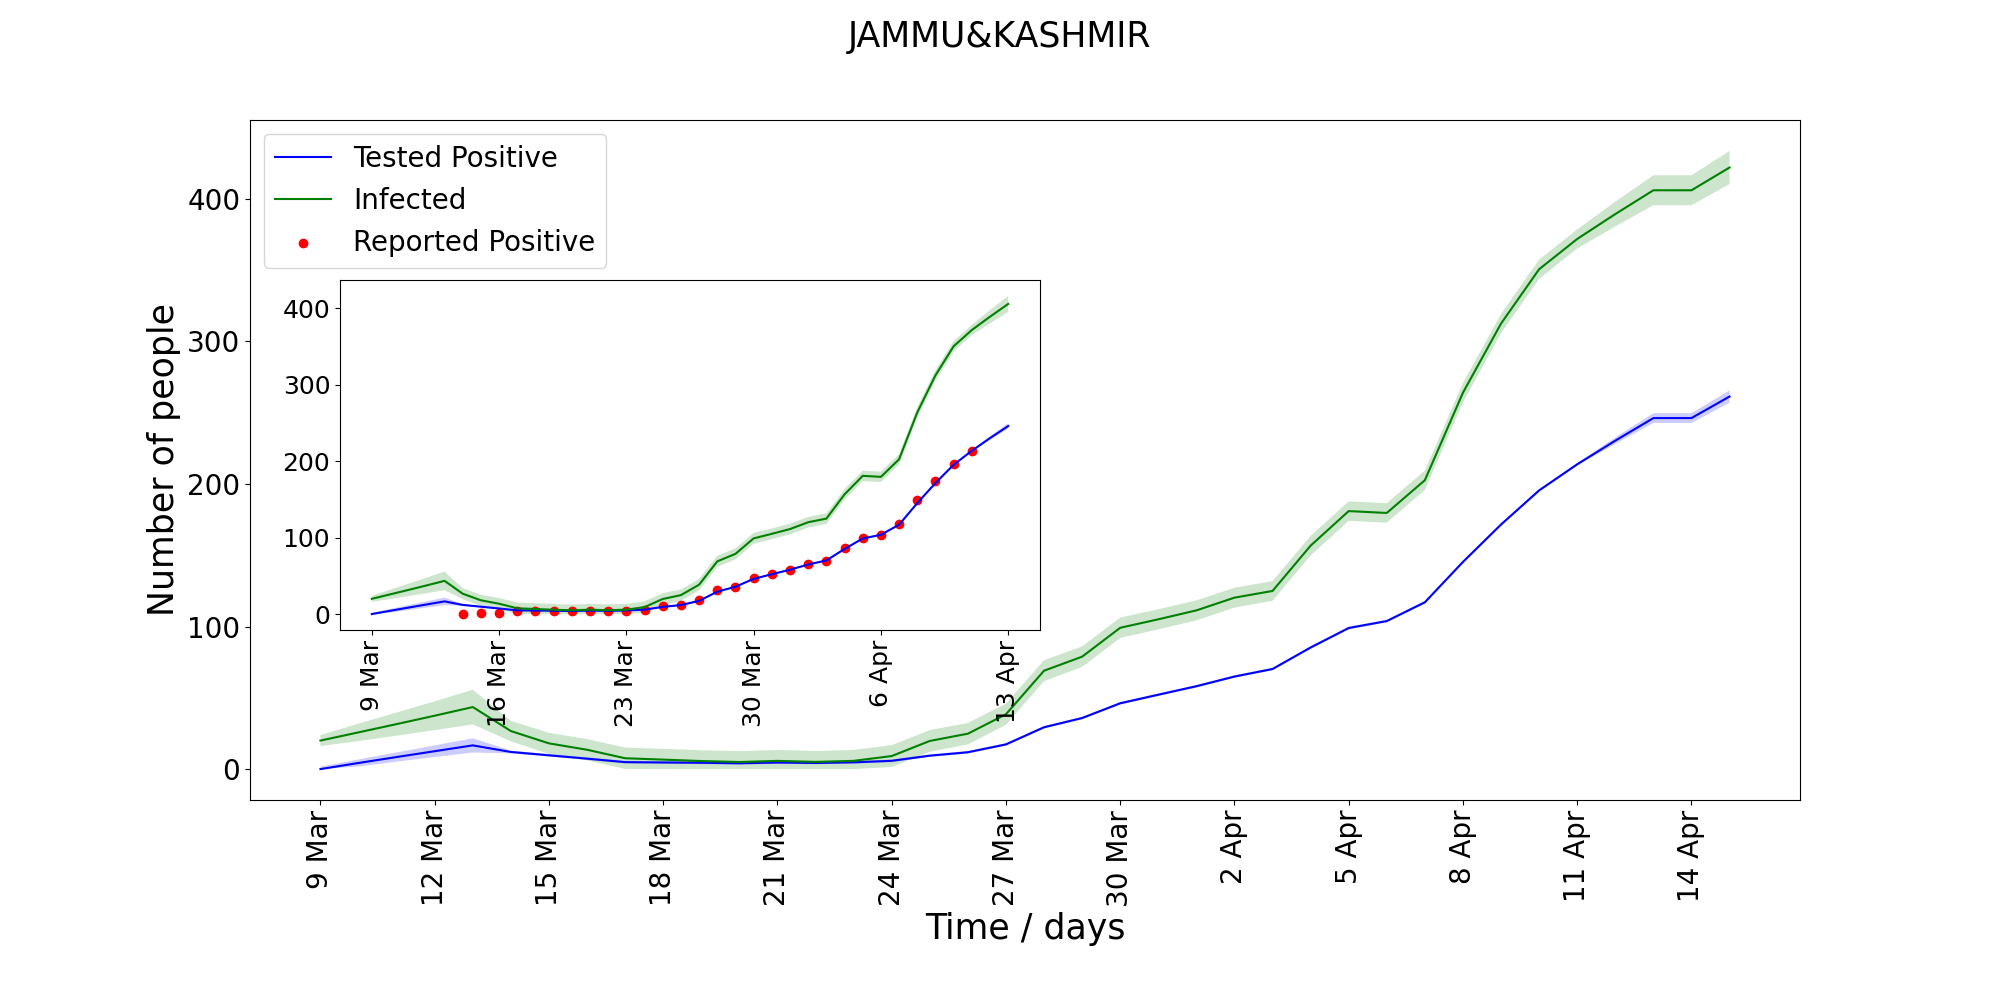 JAMMU&KASHMIR
Tested Positive
Infected
Reported Positive
Number of people
400
300
200
100
0
400
300
200
100
0
9 Mar
16 Mar
23 Mar
30 Mar
6 Apr
13 Apr
9 Mar
12 Mar
15 Mar
18 Mar
21 Mar
24 Mar
27 Mar
30 Mar
2 Apr
5 Apr
8 Apr
11 Apr
14 Apr
Time / days